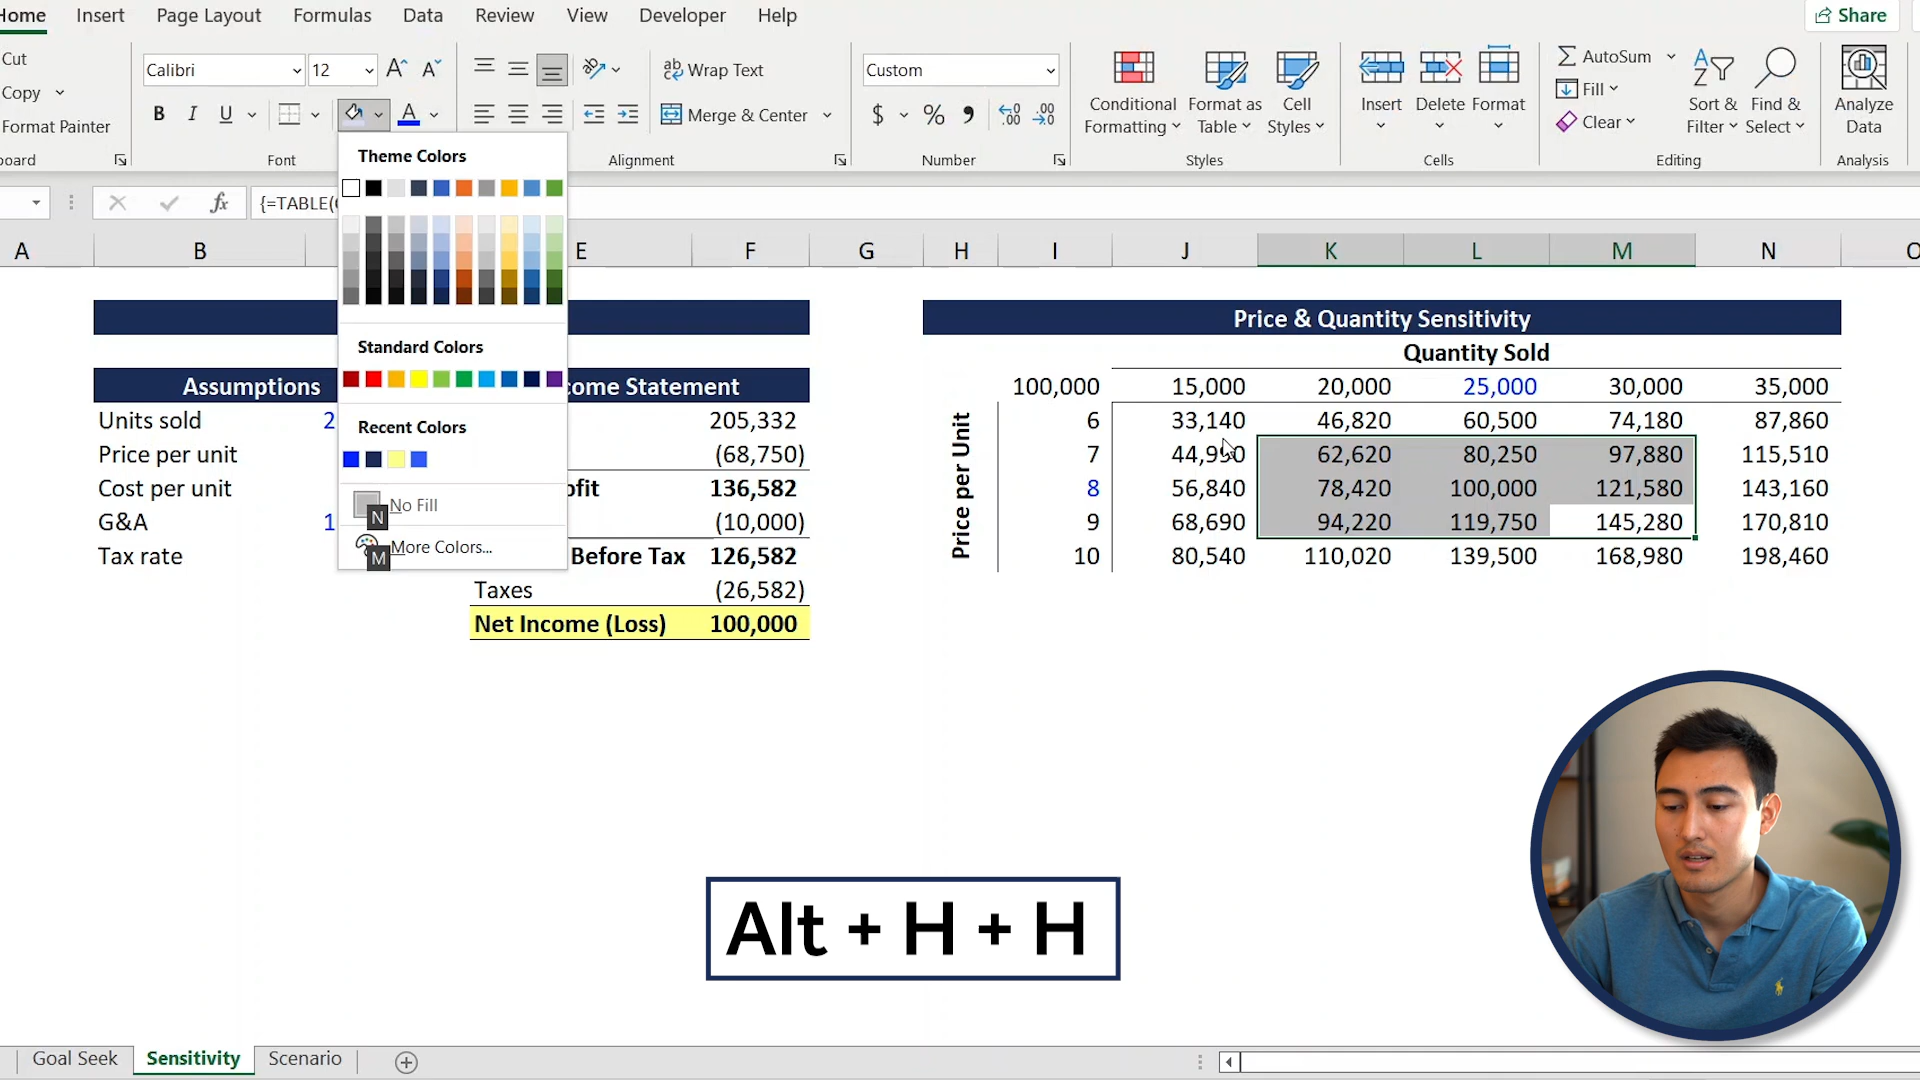 Home Insert Page Layout Formulas Data Review View Developer Help Share
Cut
Copy
Format Painter
Calibri 12
B I U
Font
Wrap Text
Merge & Center
Alignment
Custom
$ %
Number
Conditional Formatting
Format as Table
Cell Styles
Styles
Insert Delete Format
Cells
AutoSum
Fill
Clear
Sort & Filter
Find & Select
Editing
Analyze Data
Analysis
fx {=TABLE(
A B E F G H I J K L M N O
Theme Colors
Standard Colors
Recent Colors
No Fill
N
More Colors...
M
Assumptions
Units sold 2
Price per unit
Cost per unit
G&A 1
Tax rate
come Statement
205,332
(68,750)
ofit 136,582
(10,000)
Before Tax 126,582
Taxes (26,582)
Net Income (Loss) 100,000
Price & Quantity Sensitivity
Quantity Sold
100,000 15,000 20,000 25,000 30,000 35,000
Price per Unit
6 33,140 46,820 60,500 74,180 87,860
7 44,990 62,620 80,250 97,880 115,510
8 56,840 78,420 100,000 121,580 143,160
9 68,690 94,220 119,750 145,280 170,810
10 80,540 110,020 139,500 168,980 198,460
Alt + H + H
Goal Seek Sensitivity Scenario